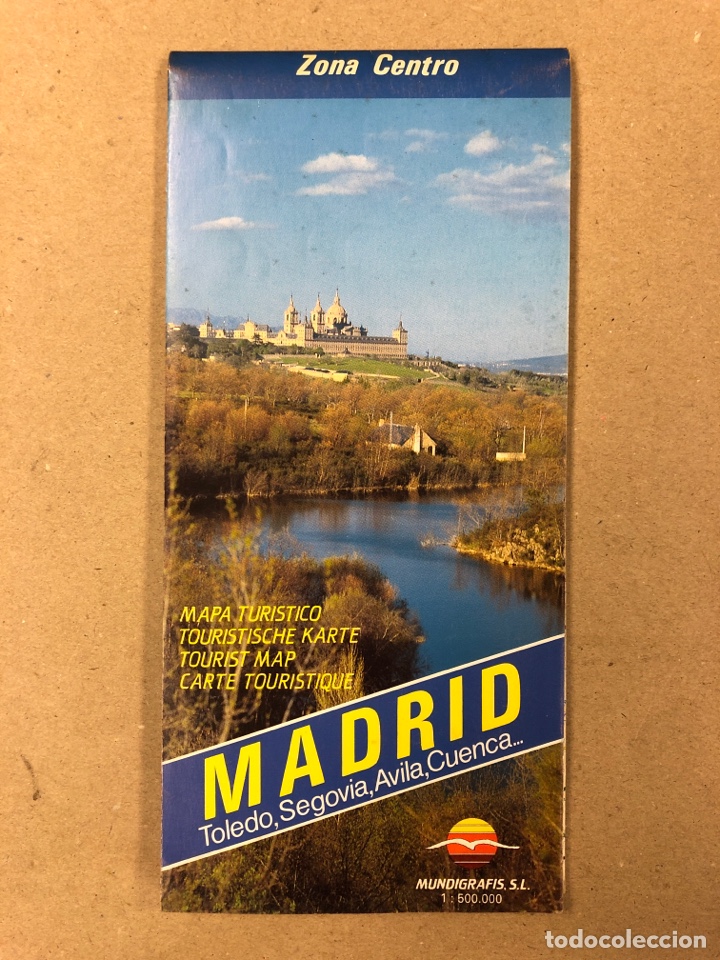 Zona Centro
MAPA TURISTICO
TOURISTISCHE KARTE
TOURIST MAP
CARTE TOURISTIQUE
MADRID
Toledo, Segovia, Avila, Cuenca...
MUNDIGRAFIS, S.L.
1 : 500.000
todocoleccion.net